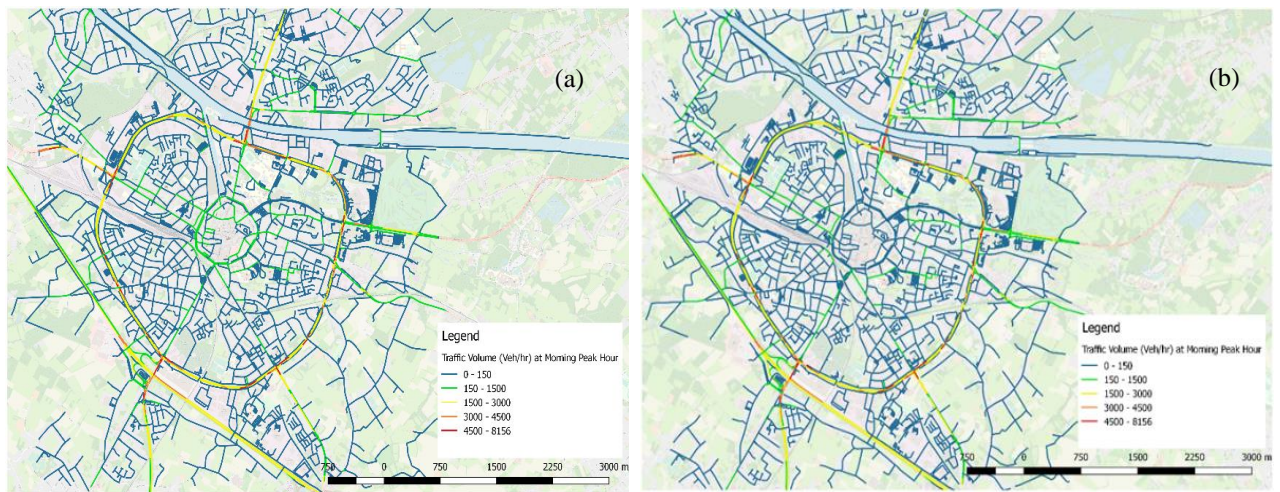 (a)
Legend
Traffic Volume (Veh/hr) at Morning Peak Hour
0 - 150
150 - 1500
1500 - 3000
3000 - 4500
4500 - 8156
750 0 750 1500 2250 3000 m
(b)
Legend
Traffic Volume (Veh/hr) at Morning Peak Hour
0 - 150
150 - 1500
1500 - 3000
3000 - 4500
4500 - 8156
750 0 750 1500 2250 3000 m